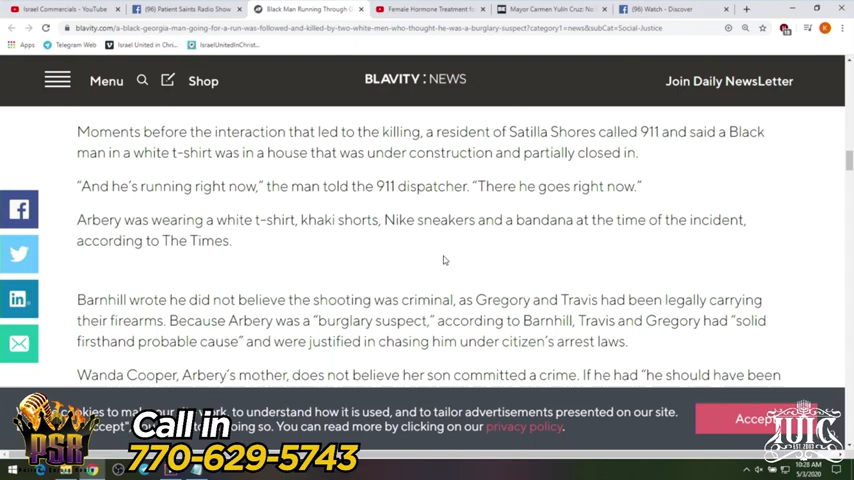 Israel Commercials - YouTube
(96) Patient Saints Radio Show
Black Man Running Through G
Female Hormone Treatment fo
Mayor Carmen Yulín Cruz: No
(96) Watch - Discover
blavity.com/a-black-georgia-man-going-for-a-run-was-followed-and-killed-by-two-white-men-who-thought-he-was-a-burglary-suspect?category1=news&subCat=Social-Justice
Apps
Telegram Web
Israel United in Christ...
IsraelUnitedInChrist...
Menu
Shop
BLAVITY : NEWS
Join Daily NewsLetter
Moments before the interaction that led to the killing, a resident of Satilla Shores called 911 and said a Black
man in a white t-shirt was in a house that was under construction and partially closed in.
“And he’s running right now,” the man told the 911 dispatcher. “There he goes right now.”
Arbery was wearing a white t-shirt, khaki shorts, Nike sneakers and a bandana at the time of the incident,
according to The Times.
Barnhill wrote he did not believe the shooting was criminal, as Gregory and Travis had been legally carrying
their firearms. Because Arbery was a “burglary suspect,” according to Barnhill, Travis and Gregory had “solid
firsthand probable cause” and were justified in chasing him under citizen’s arrest laws.
Wanda Cooper, Arbery’s mother, does not believe her son committed a crime. If he had “he should have been
cookies to make our work, to understand how it is used, and to tailor advertisements presented on our site.
accept", you doing so. You can read more by clicking on our privacy policy.
Accept
PSR
Call in
770-629-5743
IUIC
10:28 AM
5/3/2020